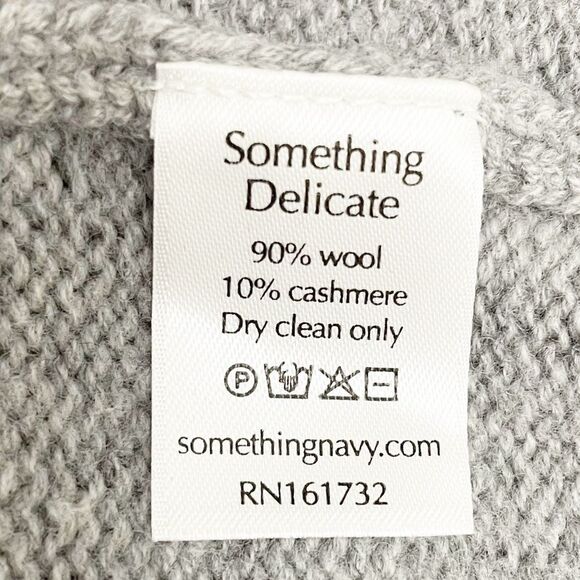 Something
Delicate
90% wool
10% cashmere
Dry clean only
P
somethingnavy.com
RN161732